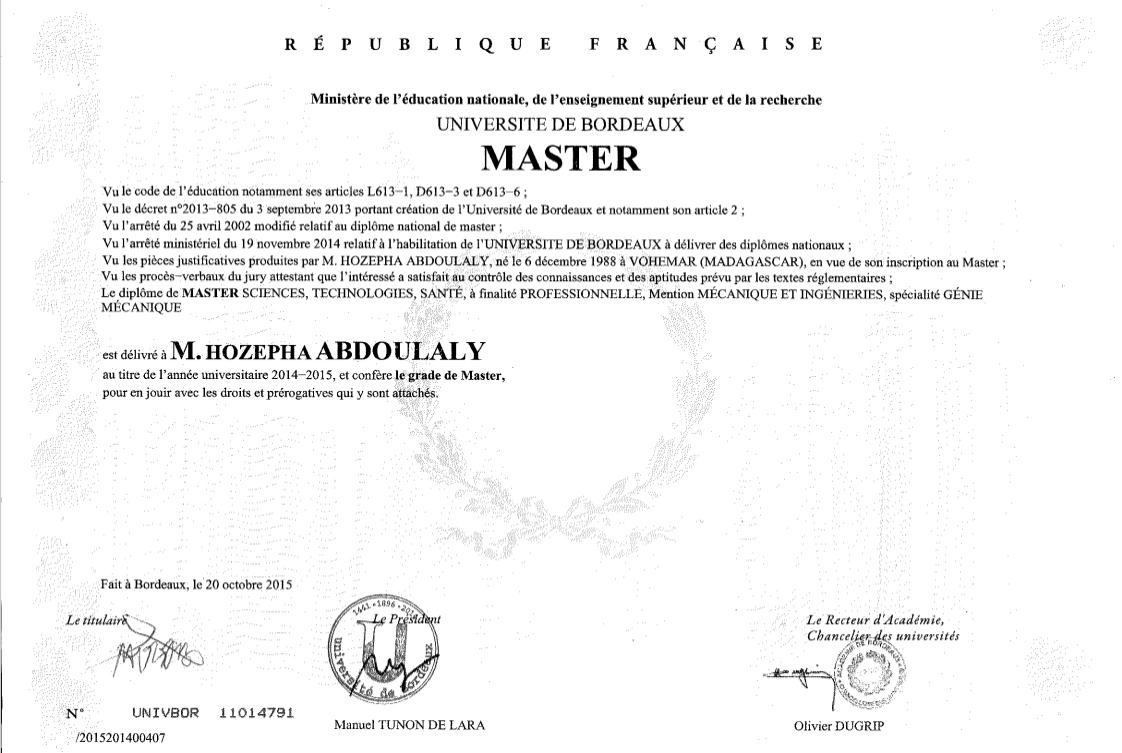 RÉPUBLIQUE FRANÇAISE
Ministère de l'éducation nationale, de l'enseignement supérieur et de la recherche
UNIVERSITE DE BORDEAUX
MASTER
Vu le code de l'éducation notamment ses articles L613-1, D613-3 et D613-6 ;
Vu le décret n°2013-805 du 3 septembre 2013 portant création de l'Université de Bordeaux et notamment son article 2 ;
Vu l'arrêté du 25 avril 2002 modifié relatif au diplôme national de master ;
Vu l'arrêté ministériel du 19 novembre 2014 relatif à l'habilitation de l'UNIVERSITE DE BORDEAUX à délivrer des diplômes nationaux ;
Vu les pièces justificatives produites par M. HOZEPHA ABDOULALY, né le 6 décembre 1988 à VOHEMAR (MADAGASCAR), en vue de son inscription au Master ;
Vu les procès-verbaux du jury attestant que l'intéressé a satisfait au contrôle des connaissances et des aptitudes prévu par les textes réglementaires ;
Le diplôme de MASTER SCIENCES, TECHNOLOGIES, SANTÉ, à finalité PROFESSIONNELLE, Mention MÉCANIQUE ET INGÉNIERIES, spécialité GÉNIE
MÉCANIQUE
est délivré à M. HOZEPHA ABDOULALY
au titre de l'année universitaire 2014-2015, et confère le grade de Master,
pour en jouir avec les droits et prérogatives qui y sont attachés.
Fait à Bordeaux, le 20 octobre 2015
Le titulaire
Le Président
1441 · 1896 ·
université de Bordeaux
Le Recteur d'Académie,
Chancelier des universités
N° UNIVBOR 11014791
/2015201400407
Manuel TUNON DE LARA
Olivier DUGRIP